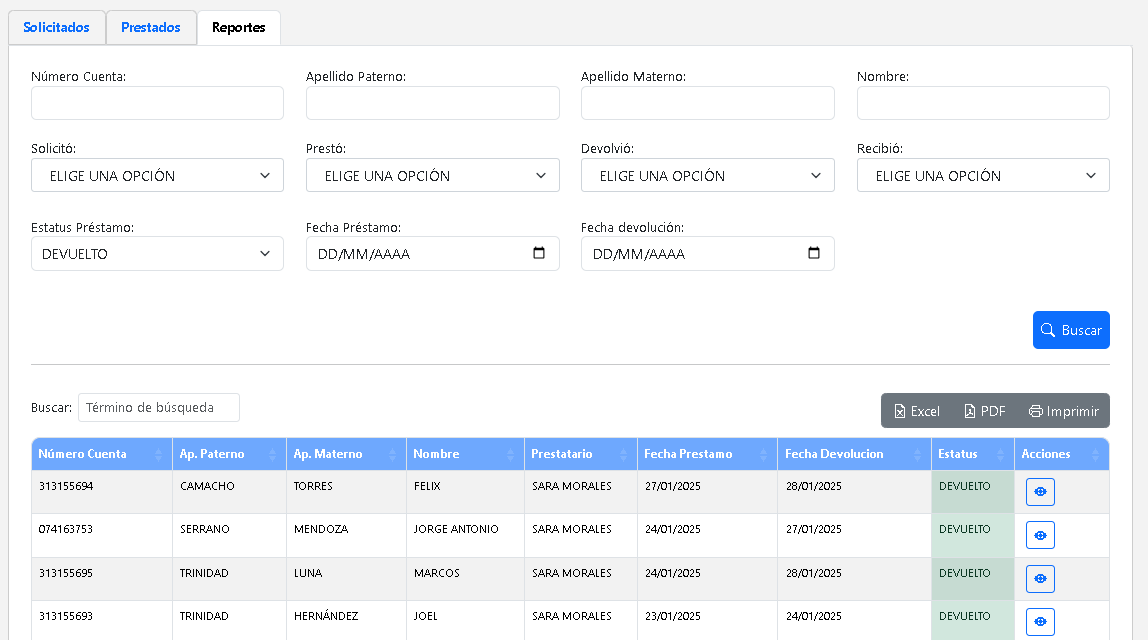 Solicitados Prestados Reportes
Número Cuenta: Apellido Paterno: Apellido Materno: Nombre:
Solicitó: Prestó: Devolvió: Recibió:
ELIGE UNA OPCIÓN ELIGE UNA OPCIÓN ELIGE UNA OPCIÓN ELIGE UNA OPCIÓN
Estatus Préstamo: Fecha Préstamo: Fecha devolución:
DEVUELTO DD/MM/AAAA DD/MM/AAAA
Buscar
Buscar: Término de búsqueda Excel PDF Imprimir
Número Cuenta Ap. Paterno Ap. Materno Nombre Prestatario Fecha Prestamo Fecha Devolucion Estatus Acciones
313155694 CAMACHO TORRES FELIX SARA MORALES 27/01/2025 28/01/2025 DEVUELTO
074163753 SERRANO MENDOZA JORGE ANTONIO SARA MORALES 24/01/2025 27/01/2025 DEVUELTO
313155695 TRINIDAD LUNA MARCOS SARA MORALES 24/01/2025 28/01/2025 DEVUELTO
313155693 TRINIDAD HERNÁNDEZ JOEL SARA MORALES 23/01/2025 24/01/2025 DEVUELTO